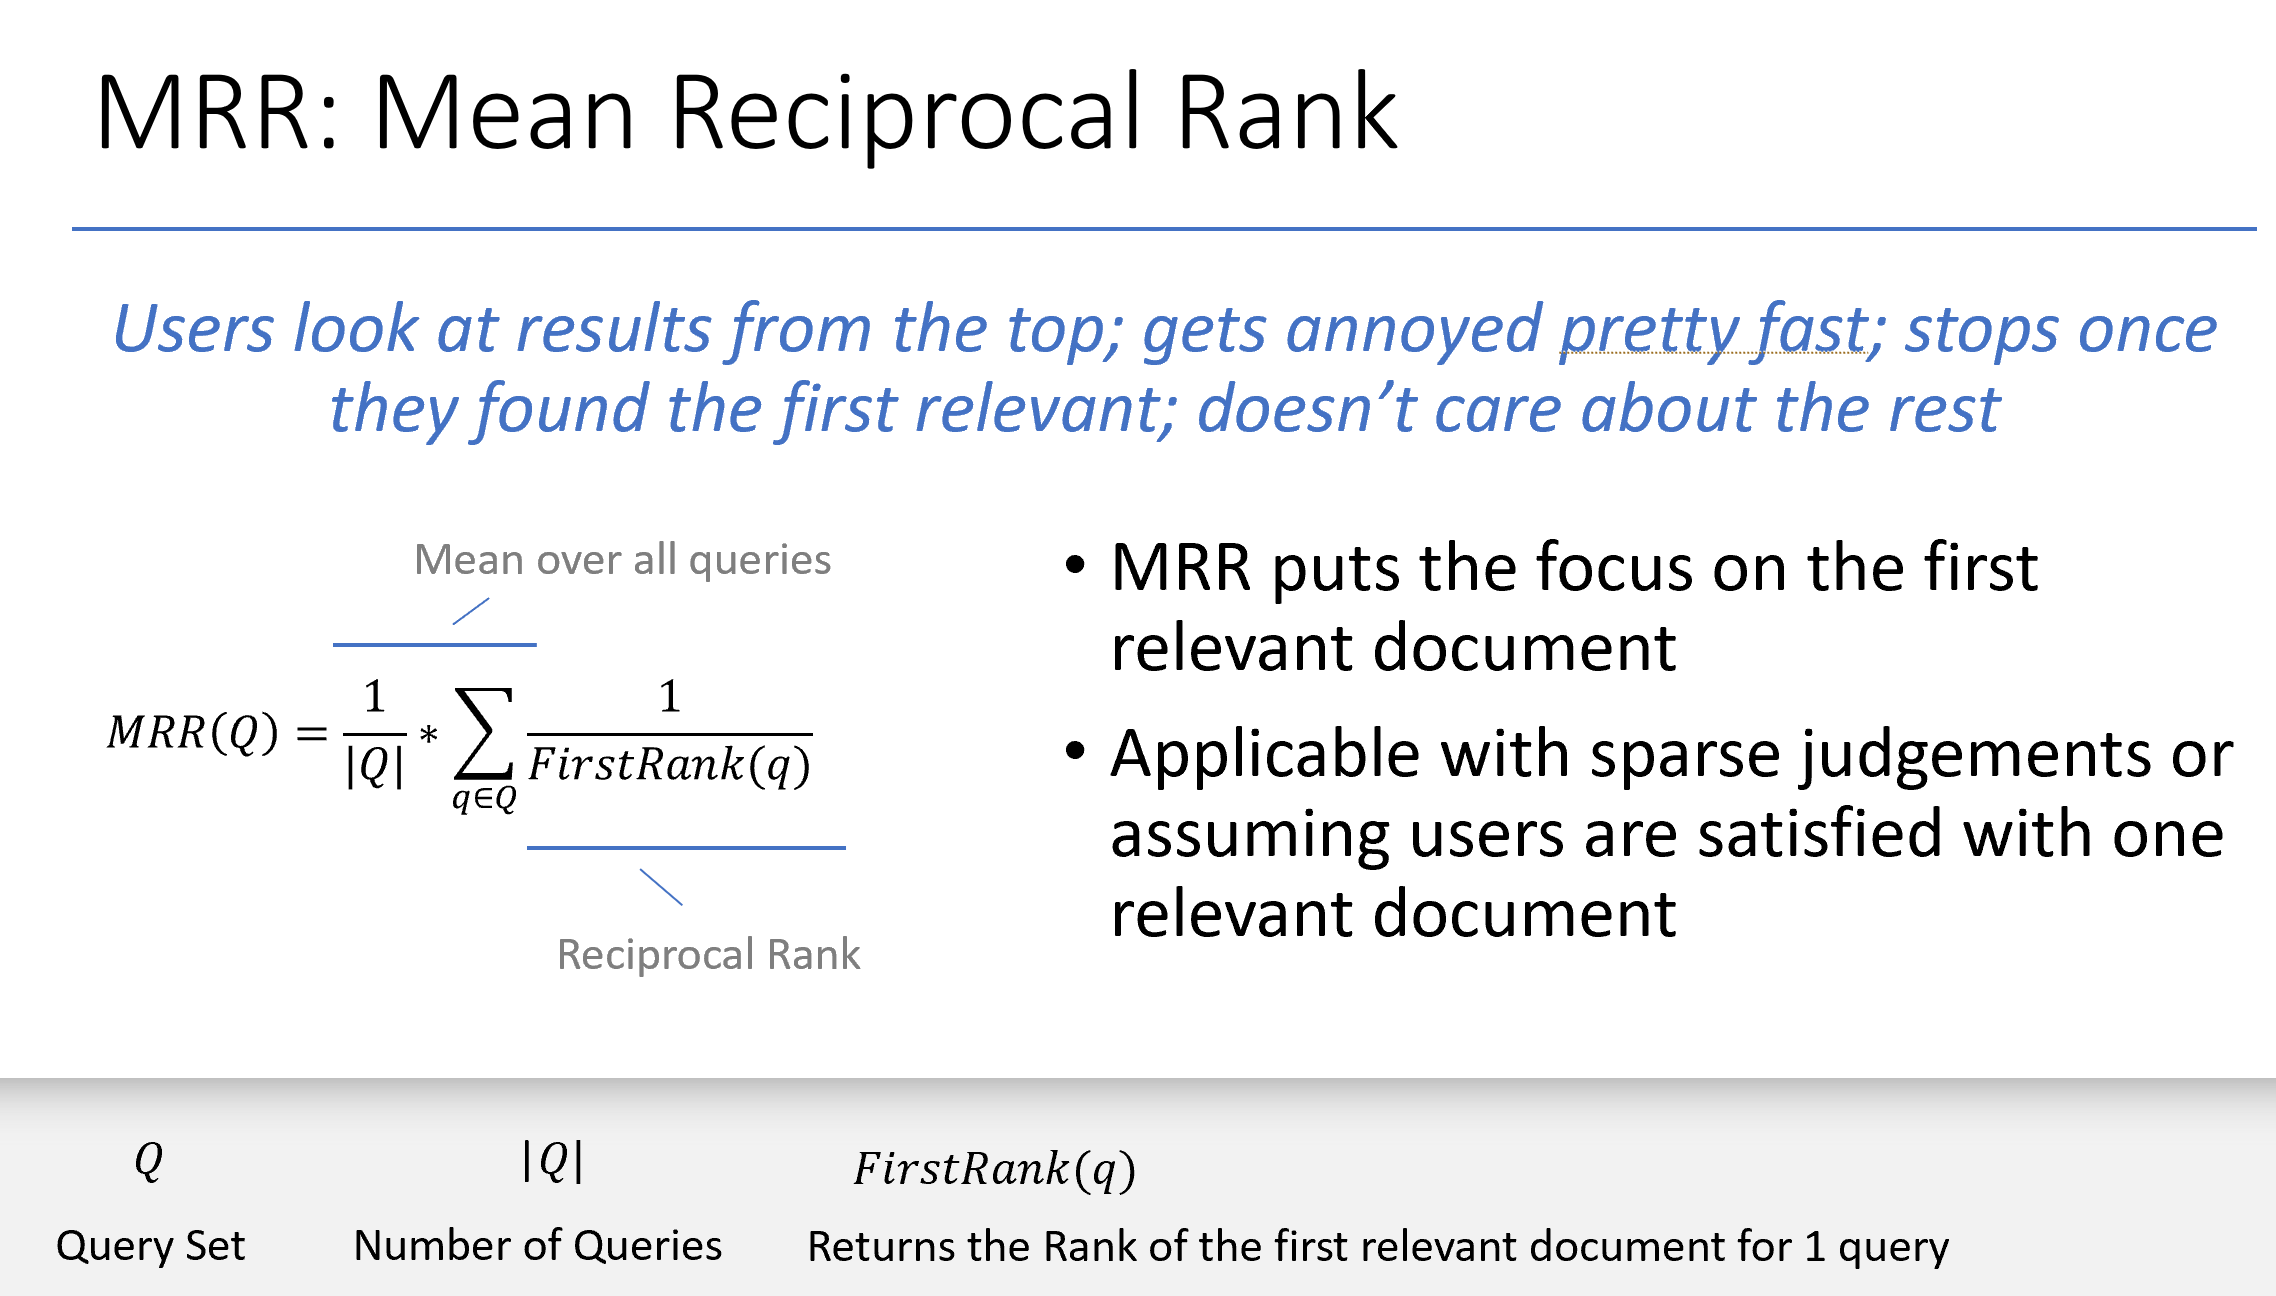 MRR: Mean Reciprocal Rank
Users look at results from the top; gets annoyed pretty fast; stops once
they found the first relevant; doesn’t care about the rest
Mean over all queries
MRR(Q) = 1/|Q| * ∑_{q∈Q} 1/FirstRank(q)
Reciprocal Rank
• MRR puts the focus on the first
relevant document
• Applicable with sparse judgements or
assuming users are satisfied with one
relevant document
Q
Query Set
|Q|
Number of Queries
FirstRank(q)
Returns the Rank of the first relevant document for 1 query